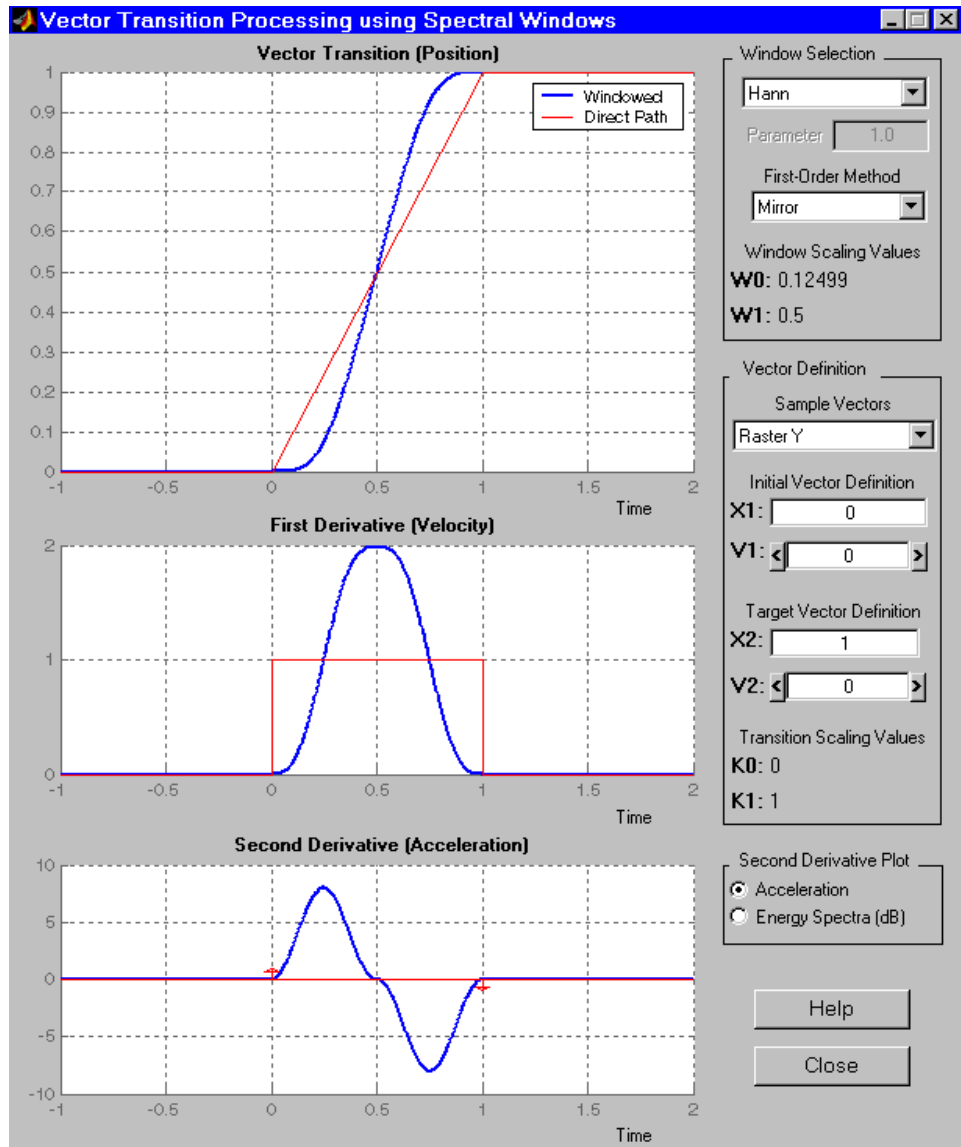 Vector Transition Processing using Spectral Windows
Vector Transition (Position)
1
0.9
0.8
0.7
0.6
0.5
0.4
0.3
0.2
0.1
0
-1 -0.5 0 0.5 1 1.5 2
Time
Windowed
Direct Path
First Derivative (Velocity)
2
1
0
-1 -0.5 0 0.5 1 1.5 2
Time
Second Derivative (Acceleration)
10
5
0
-5
-10
-1 -0.5 0 0.5 1 1.5 2
Time
Window Selection
Hann
Parameter 1.0
First-Order Method
Mirror
Window Scaling Values
W0: 0.12499
W1: 0.5
Vector Definition
Sample Vectors
Raster Y
Initial Vector Definition
X1: 0
V1: < 0 >
Target Vector Definition
X2: 1
V2: < 0 >
Transition Scaling Values
K0: 0
K1: 1
Second Derivative Plot
Acceleration
Energy Spectra (dB)
Help
Close